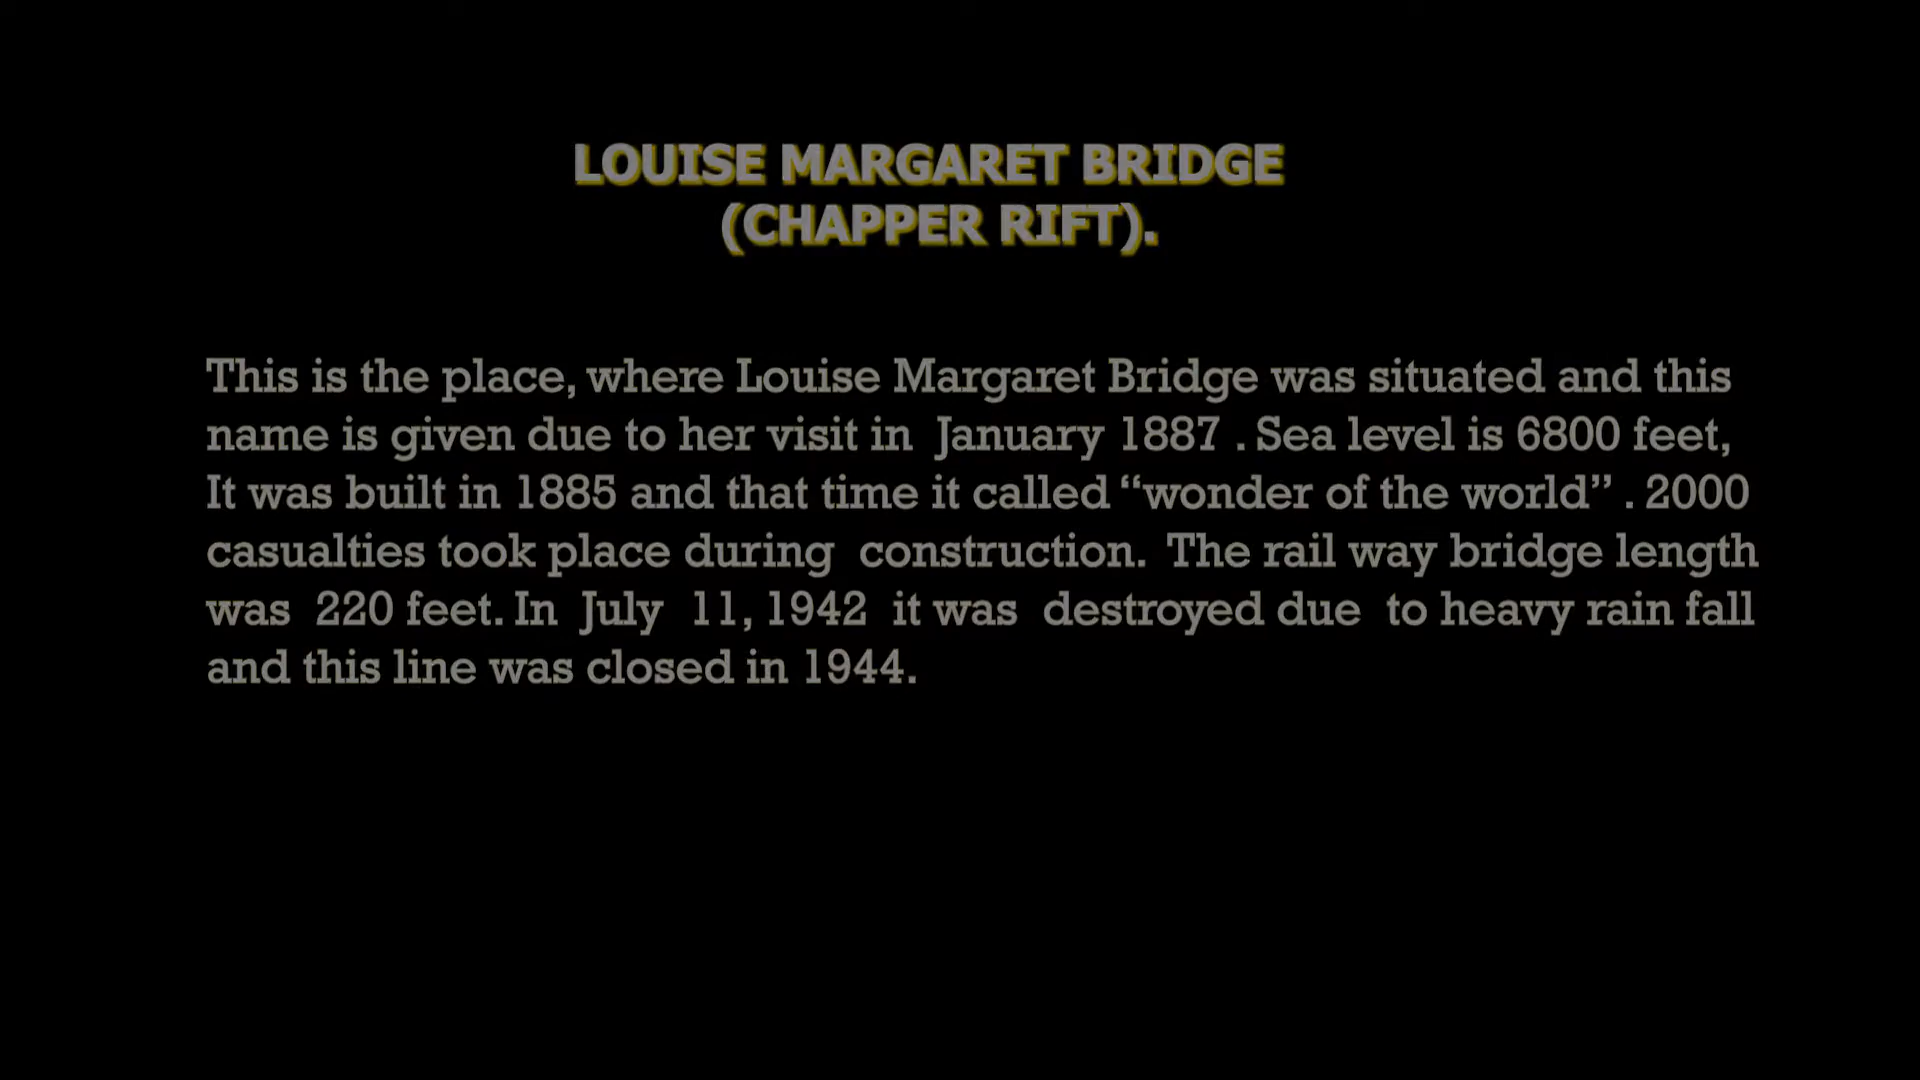 LOUISE MARGARET BRIDGE
(CHAPPER RIFT).
This is the place, where Louise Margaret Bridge was situated and this
name is given due to her visit in January 1887 . Sea level is 6800 feet,
It was built in 1885 and that time it called “wonder of the world” . 2000
casualties took place during construction. The rail way bridge length
was 220 feet. In July 11, 1942 it was destroyed due to heavy rain fall
and this line was closed in 1944.